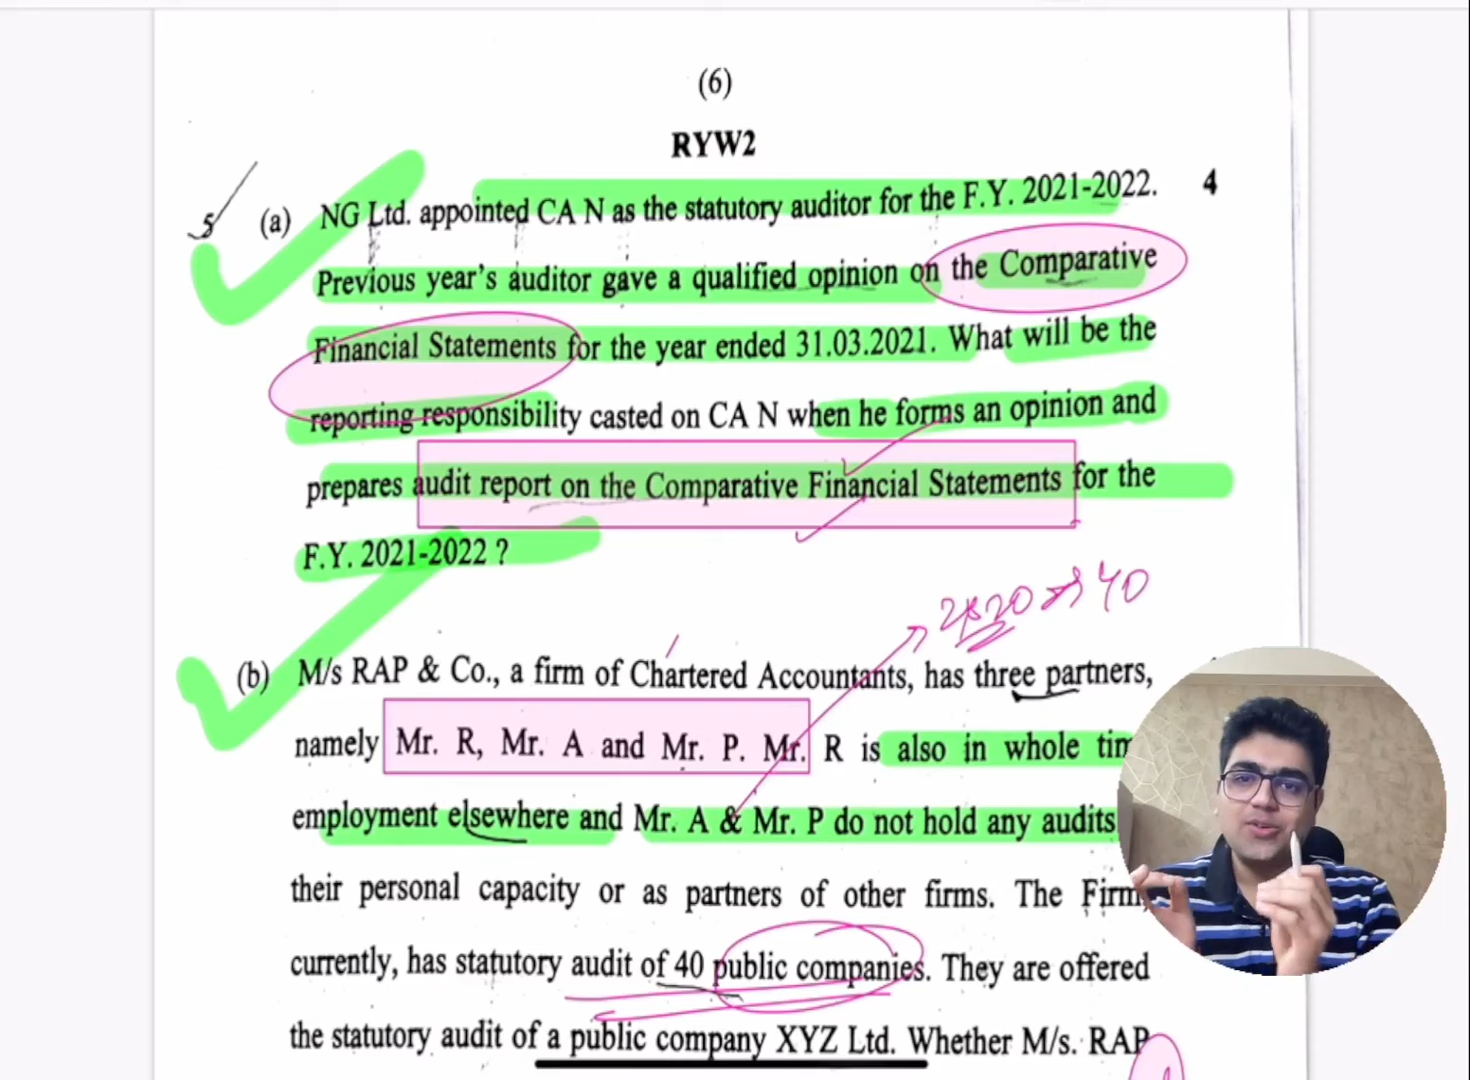 (6)
RYW2
5 (a) NG Ltd. appointed CA N as the statutory auditor for the F.Y. 2021-2022. 4
Previous year's auditor gave a qualified opinion on the Comparative
Financial Statements for the year ended 31.03.2021. What will be the
reporting responsibility casted on CA N when he forms an opinion and
prepares audit report on the Comparative Financial Statements for the
F.Y. 2021-2022 ?
40
(b) M/s RAP & Co., a firm of Chartered Accountants, has three partners,
namely Mr. R, Mr. A and Mr. P. Mr. R is also in whole
employment elsewhere and Mr. A & Mr. P do not hold any audits
their personal capacity or as partners of other firms. The Firm,
currently, has statutory audit of 40 public companies. They are offered
the statutory audit of a public company XYZ Ltd. Whether M/s. RAP